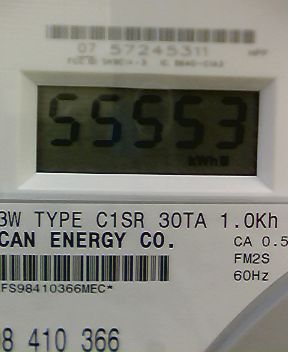 07 57245311
55553
kWh
3W TYPE C1SR 30TA 1.0Kh
CAN ENERGY CO.
CA 0.5
FM2S
60Hz
FS98410366MEC*
98 410 366